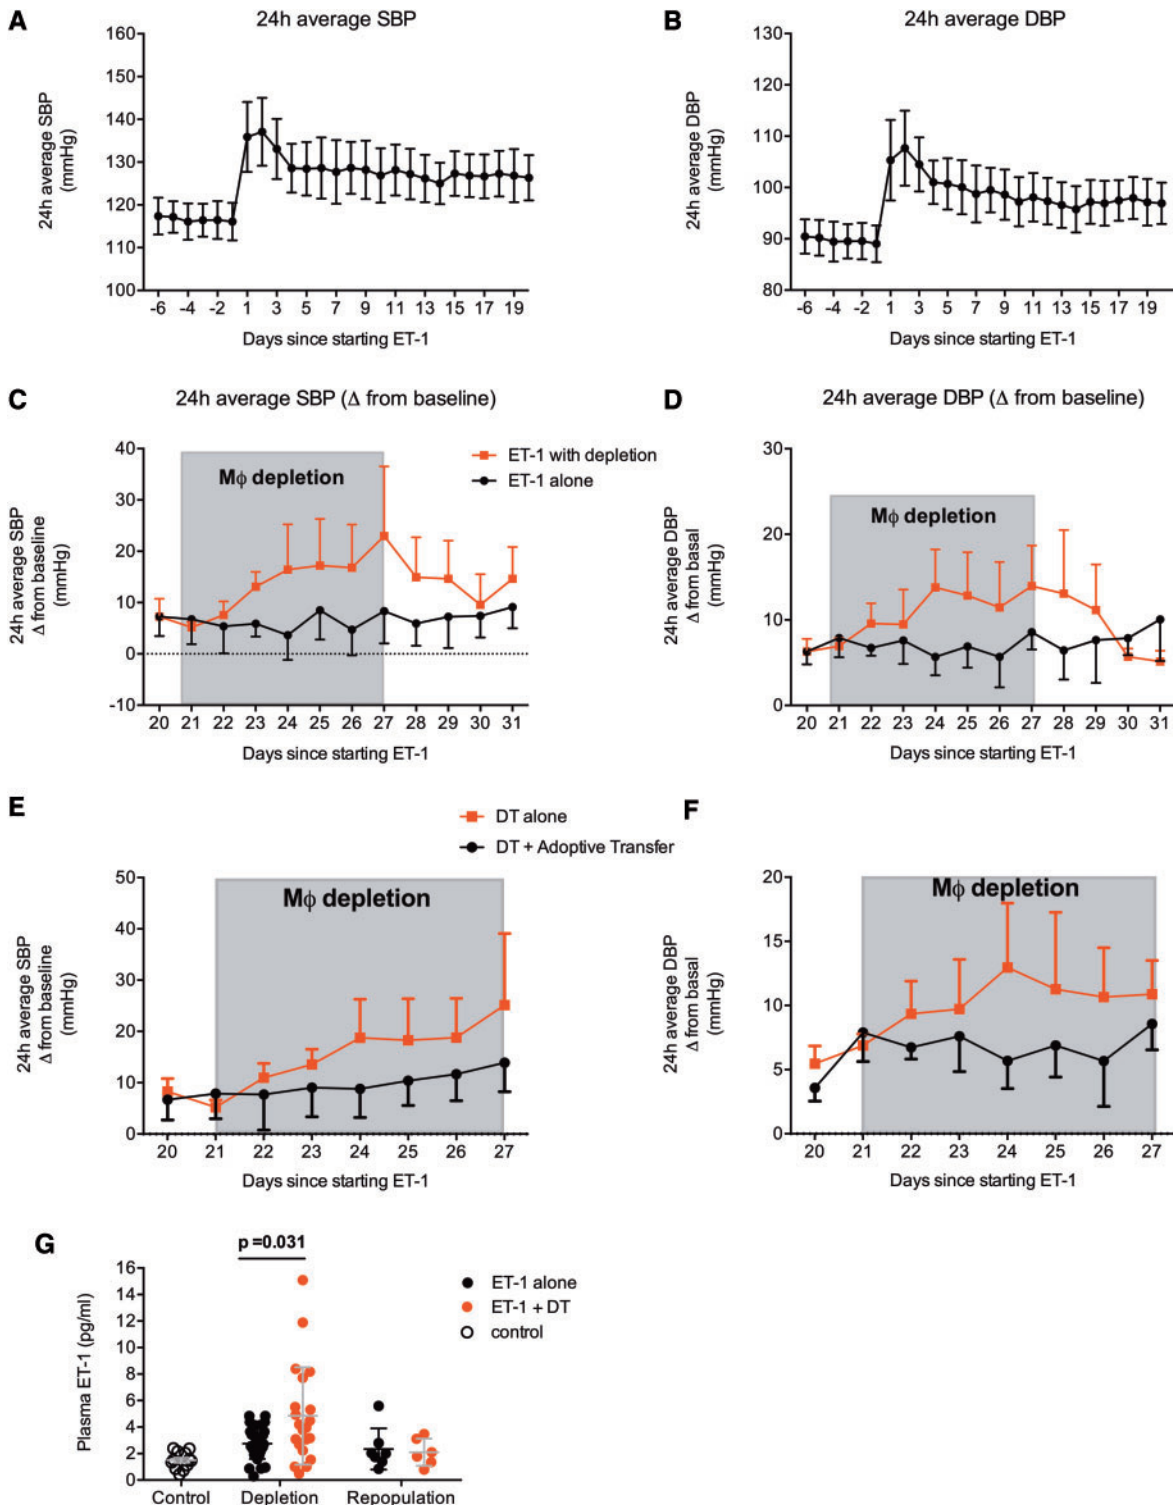 A
24h average SBP
24h average SBP
(mmHg)
160
150
140
130
120
110
100
-6 -4 -2 1 3 5 7 9 11 13 15 17 19
Days since starting ET-1
B
24h average DBP
24h average DBP
(mmHg)
130
120
110
100
90
80
-6 -4 -2 1 3 5 7 9 11 13 15 17 19
Days since starting ET-1
C
24h average SBP (Δ from baseline)
24h average SBP
Δ from baseline
(mmHg)
40
30
20
10
0
-10
Mϕ depletion
ET-1 with depletion
ET-1 alone
20 21 22 23 24 25 26 27 28 29 30 31
Days since starting ET-1
D
24h average DBP (Δ from baseline)
24h average DBP
Δ from basal
(mmHg)
30
20
10
0
Mϕ depletion
20 21 22 23 24 25 26 27 28 29 30 31
Days since starting ET-1
E
DT alone
DT + Adoptive Transfer
24h average SBP
Δ from baseline
(mmHg)
50
40
30
20
10
0
Mϕ depletion
20 21 22 23 24 25 26 27
Days since starting ET-1
F
24h average DBP
Δ from basal
(mmHg)
20
15
10
5
0
Mϕ depletion
20 21 22 23 24 25 26 27
Days since starting ET-1
G
p =0.031
Plasma ET-1 (pg/ml)
16
14
12
10
8
6
4
2
0
ET-1 alone
ET-1 + DT
control
Control Depletion Repopulation